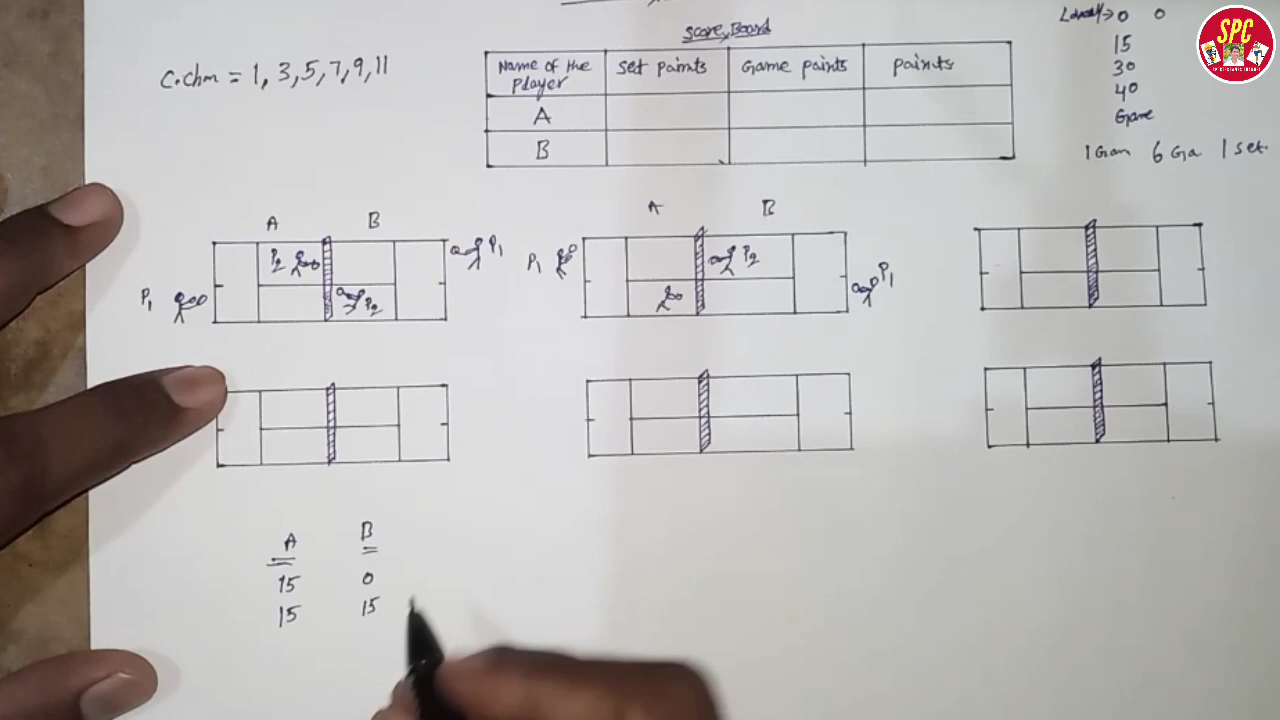 Score Board
Love → 0 0
15
30
40
Game
1 Gam 6 Ga 1 Set.
C.Chm = 1, 3, 5, 7, 9, 11
Name of the Player
Set Points
Game Points
Points
A
B
A B
P1 P2 P2 P1
A B
P1 P2 P1
A B
15 0
15 15
SPC